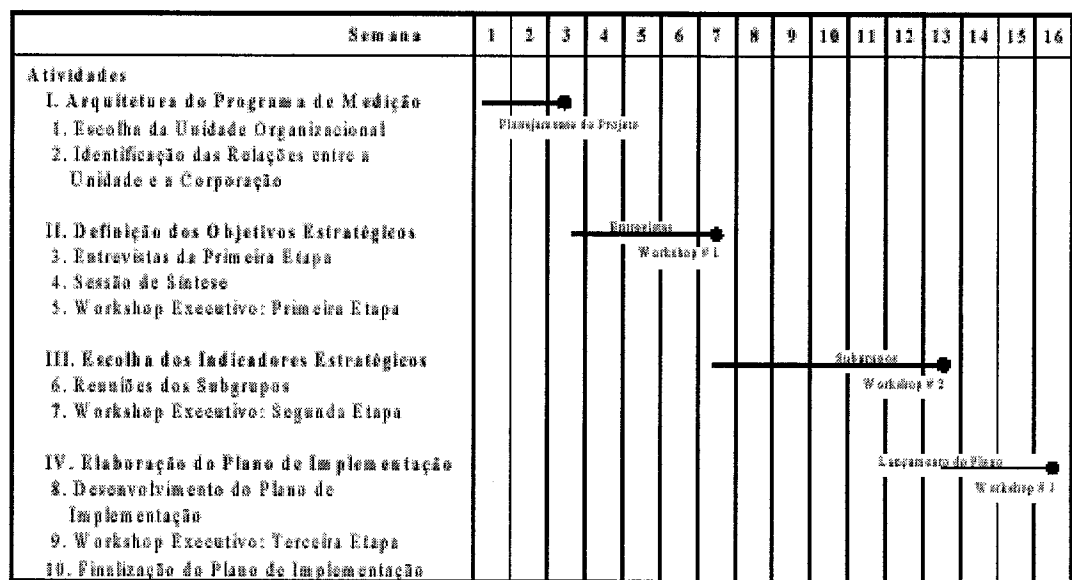 Semana 1 2 3 4 5 6 7 8 9 10 11 12 13 14 15 16
Atividades
I. Arquitetura do Programa de Medição
1. Escolha da Unidade Organizacional
Planejamento do Projeto
2. Identificação das Relações entre a
Unidade e a Corporação
II. Definição dos Objetivos Estratégicos
Entrevistas
3. Entrevistas da Primeira Etapa
Workshop # 1
4. Sessão de Síntese
5. Workshop Executivo: Primeira Etapa
III. Escolha dos Indicadores Estratégicos
Subgrupos
6. Reuniões dos Subgrupos
Workshop # 2
7. Workshop Executivo: Segunda Etapa
IV. Elaboração do Plano de Implementação
Lançamento do Plano
8. Desenvolvimento do Plano de
Workshop # 3
Implementação
9. Workshop Executivo: Terceira Etapa
10. Finalização do Plano de Implementação